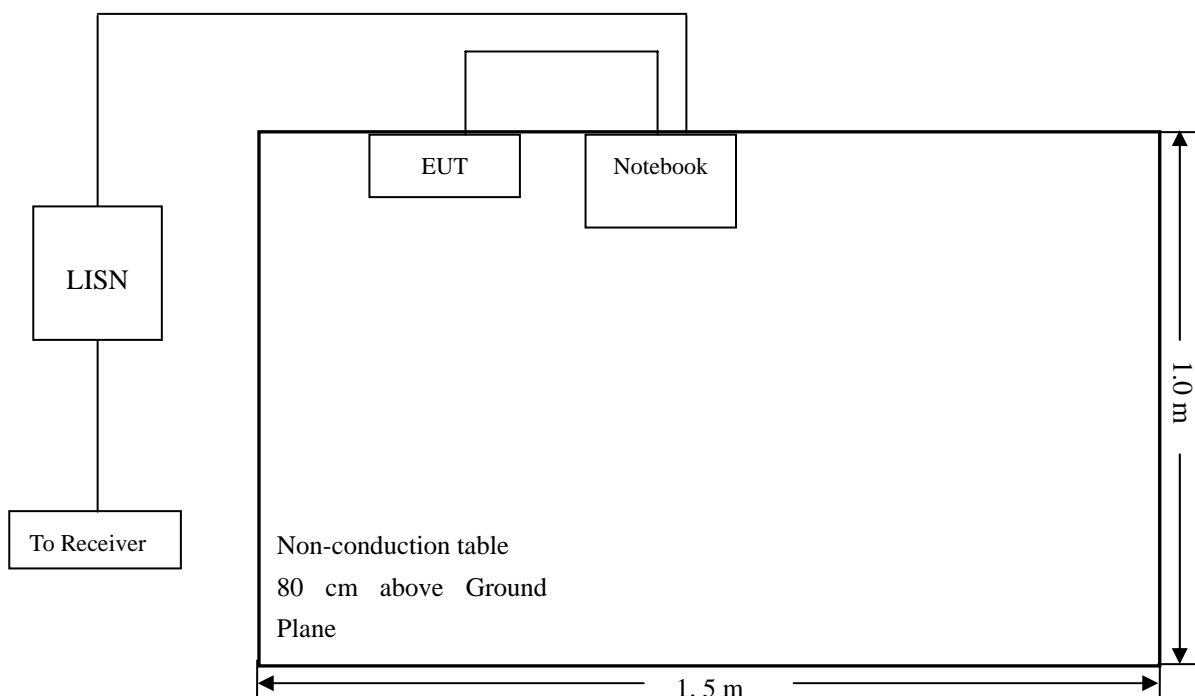 EUT
Notebook
LISN
To Receiver
1.0 m
Non-conduction table
80 cm above Ground
Plane
1. 5 m